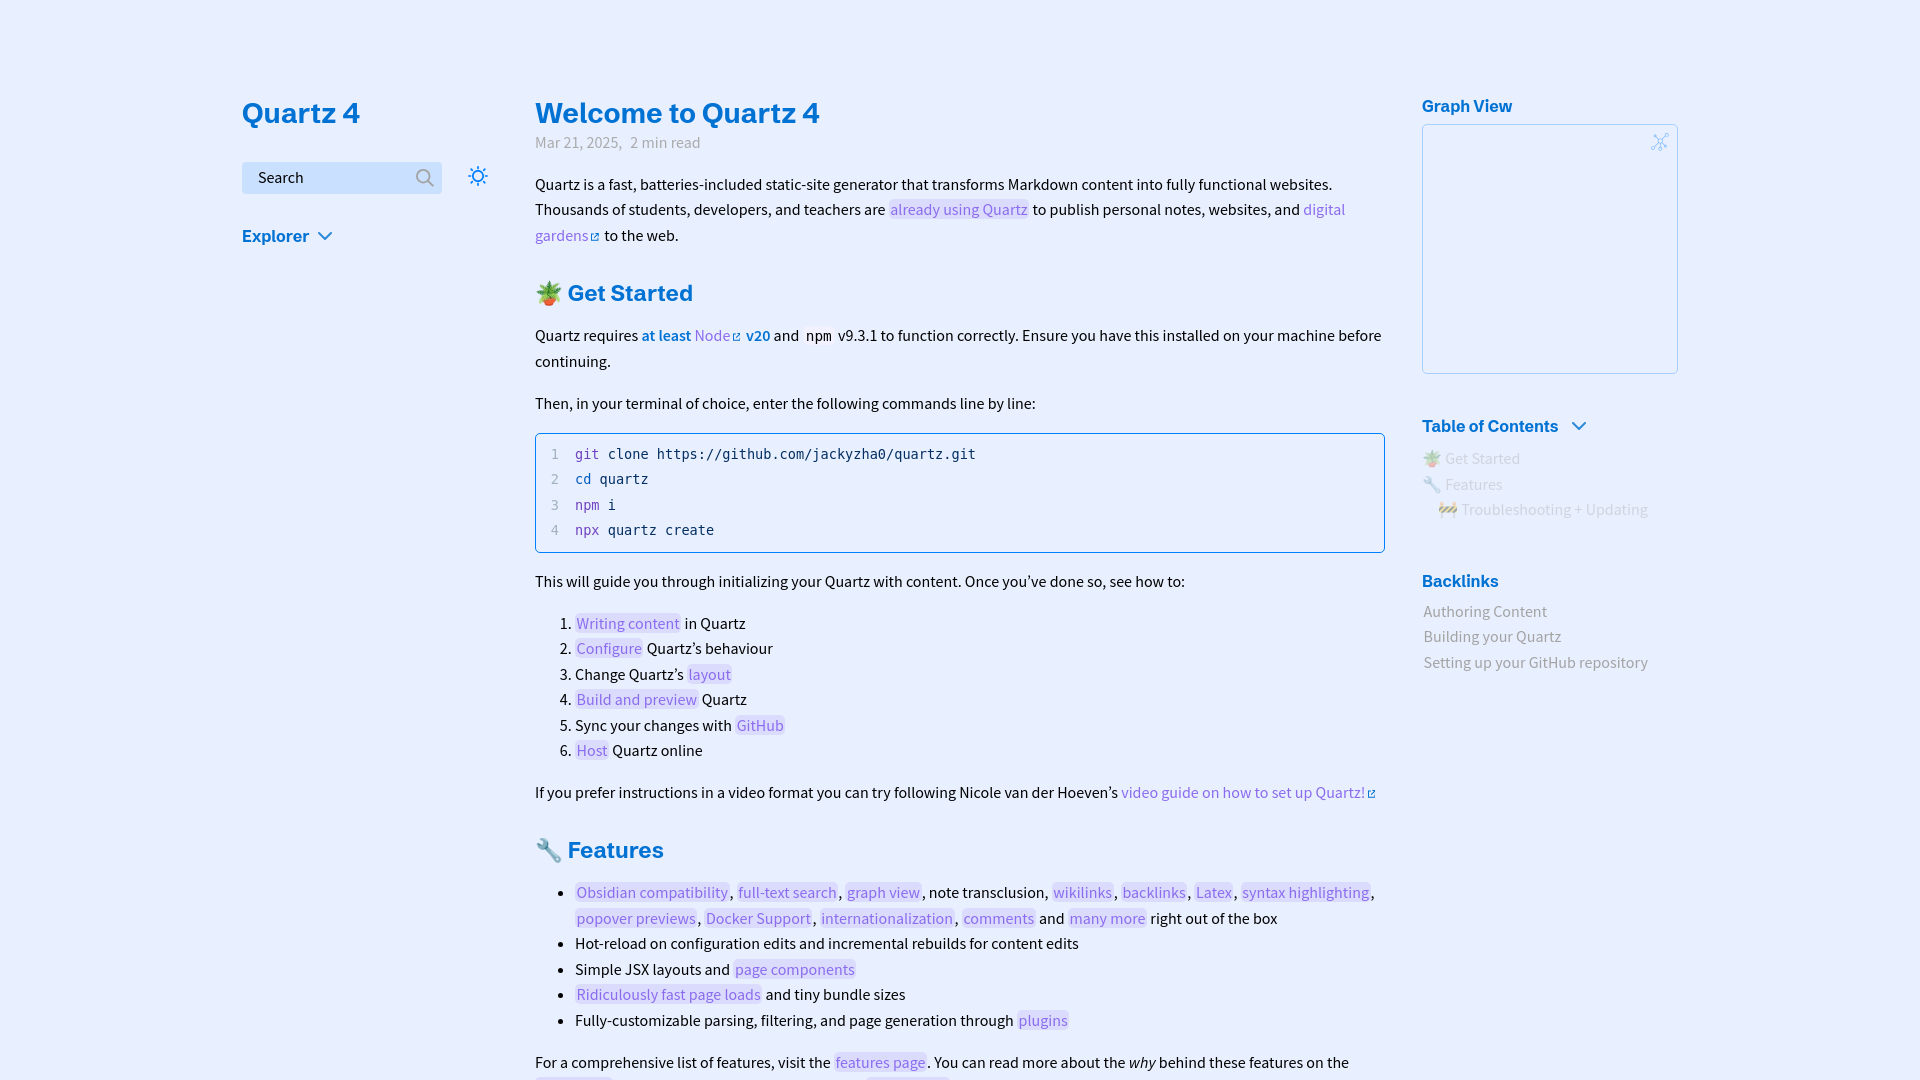 Quartz 4
Search
Explorer
Welcome to Quartz 4
Mar 21, 2025, 2 min read
Quartz is a fast, batteries-included static-site generator that transforms Markdown content into fully functional websites.
Thousands of students, developers, and teachers are already using Quartz to publish personal notes, websites, and digital
gardens to the web.
🪴 Get Started
Quartz requires at least Node v20 and npm v9.3.1 to function correctly. Ensure you have this installed on your machine before
continuing.
Then, in your terminal of choice, enter the following commands line by line:
1 git clone https://github.com/jackyzha0/quartz.git
2 cd quartz
3 npm i
4 npx quartz create
This will guide you through initializing your Quartz with content. Once you’ve done so, see how to:
1. Writing content in Quartz
2. Configure Quartz’s behaviour
3. Change Quartz’s layout
4. Build and preview Quartz
5. Sync your changes with GitHub
6. Host Quartz online
If you prefer instructions in a video format you can try following Nicole van der Hoeven’s video guide on how to set up Quartz!
🔧 Features
• Obsidian compatibility, full-text search, graph view, note transclusion, wikilinks, backlinks, Latex, syntax highlighting,
popover previews, Docker Support, internationalization, comments and many more right out of the box
• Hot-reload on configuration edits and incremental rebuilds for content edits
• Simple JSX layouts and page components
• Ridiculously fast page loads and tiny bundle sizes
• Fully-customizable parsing, filtering, and page generation through plugins
For a comprehensive list of features, visit the features page. You can read more about the why behind these features on the
Graph View
Table of Contents
🪴 Get Started
🔧 Features
🚧 Troubleshooting + Updating
Backlinks
Authoring Content
Building your Quartz
Setting up your GitHub repository